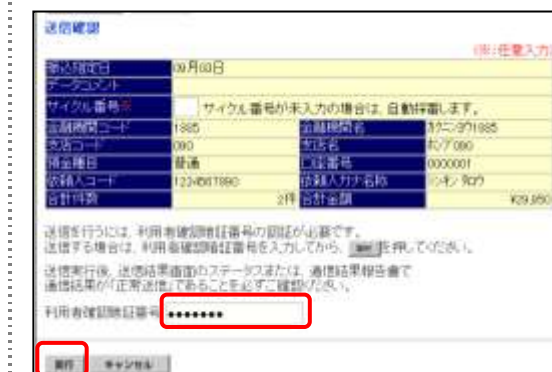 送信確認
(※:任意入力)
振込指定日 09月03日
データコメント
サイクル番号※ サイクル番号が未入力の場合は、自動採番します。
金融機関コード 1985 金融機関名
支店コード 090 支店名
預金種目 普通 口座番号 0000001
依頼人コード 1234567890 依頼人カナ名称
合計件数 2件 合計金額 ¥29,850
送信を行うには、利用者確認暗証番号の認証が必要です。
送信する場合は、利用者確認暗証番号を入力してから、実行を押してください。
送信実行後、送信結果画面のステータスまたは、通信結果報告書で
通信結果が「正常送信」であることを必ずご確認ください。
利用者確認暗証番号 ●●●●●●●
実行 キャンセル